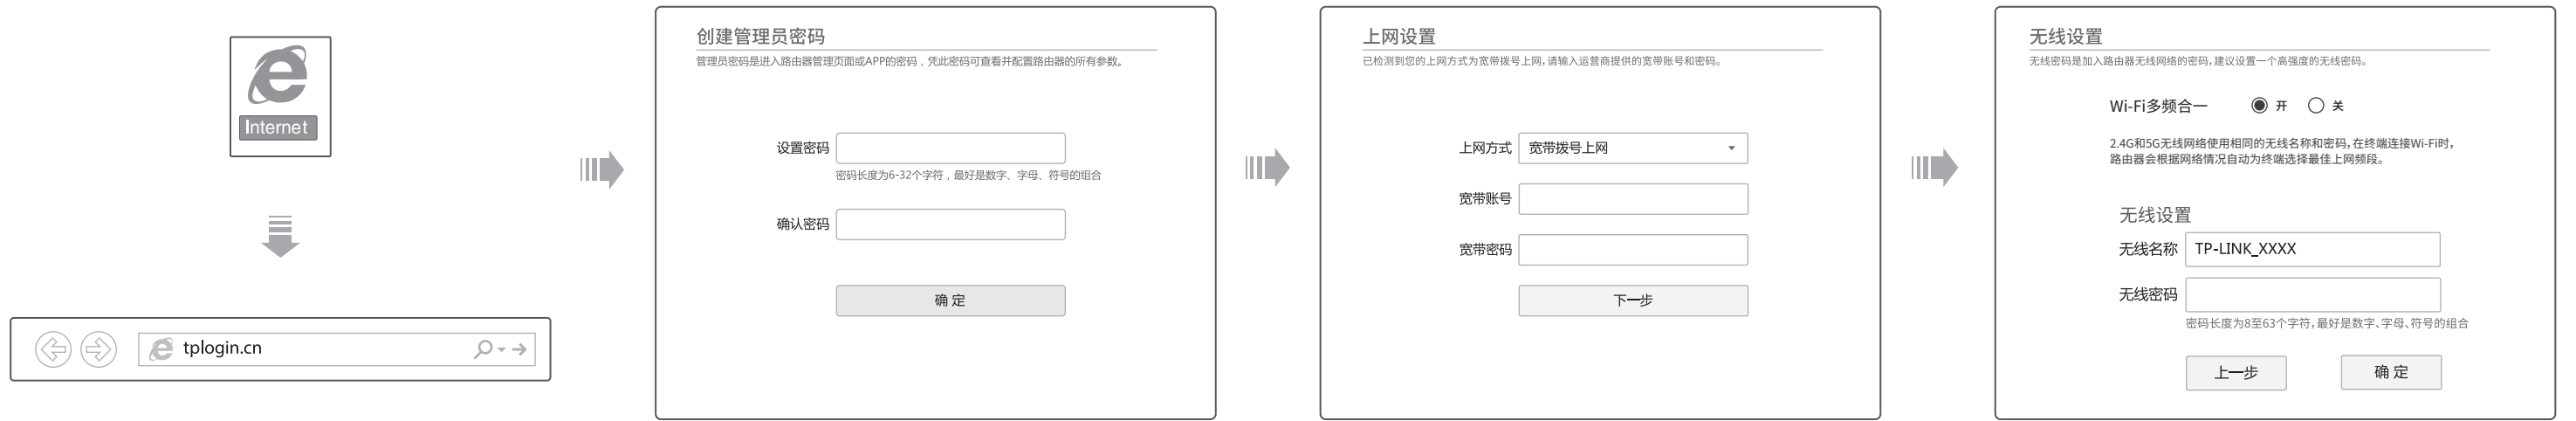 Internet
tplogin.cn
创建管理员密码
管理员密码是进入路由器管理页面或APP的密码，凭此密码可查看并配置路由器的所有参数。
设置密码
密码长度为6-32个字符，最好是数字、字母、符号的组合
确认密码
确 定
上网设置
已检测到您的上网方式为宽带拨号上网，请输入运营商提供的宽带账号和密码。
上网方式 宽带拨号上网
宽带账号
宽带密码
下一步
无线设置
无线密码是加入路由器无线网络的密码，建议设置一个高强度的无线密码。
Wi-Fi多频合一 开 关
2.4G和5G无线网络使用相同的无线名称和密码，在终端连接Wi-Fi时，
路由器会根据网络情况自动为终端选择最佳上网频段。
无线设置
无线名称 TP-LINK_XXXX
无线密码
密码长度为8至63个字符，最好是数字、字母、符号的组合
上一步 确 定